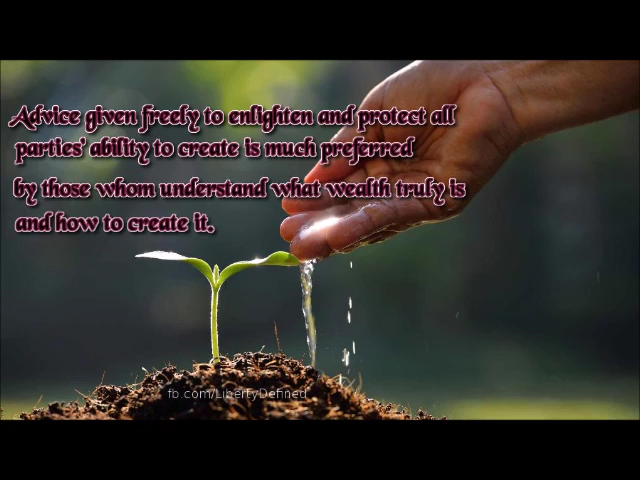 Advice given freely to enlighten and protect all
parties' ability to create is much preferred
by those whom understand what wealth truly is
and how to create it.
fb.com/LibertyDefined